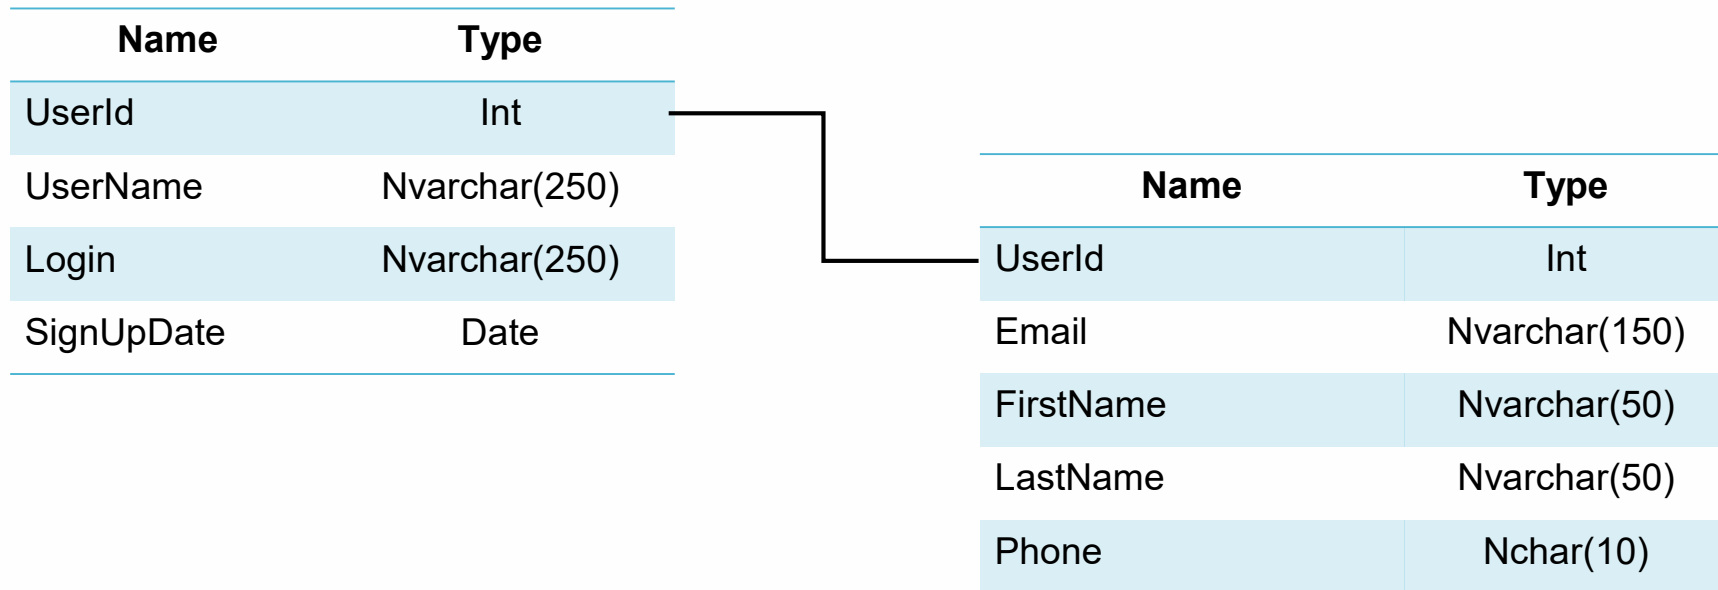 Name Type
UserId Int
UserName Nvarchar(250)
Login Nvarchar(250)
SignUpDate Date
Name Type
UserId Int
Email Nvarchar(150)
FirstName Nvarchar(50)
LastName Nvarchar(50)
Phone Nchar(10)